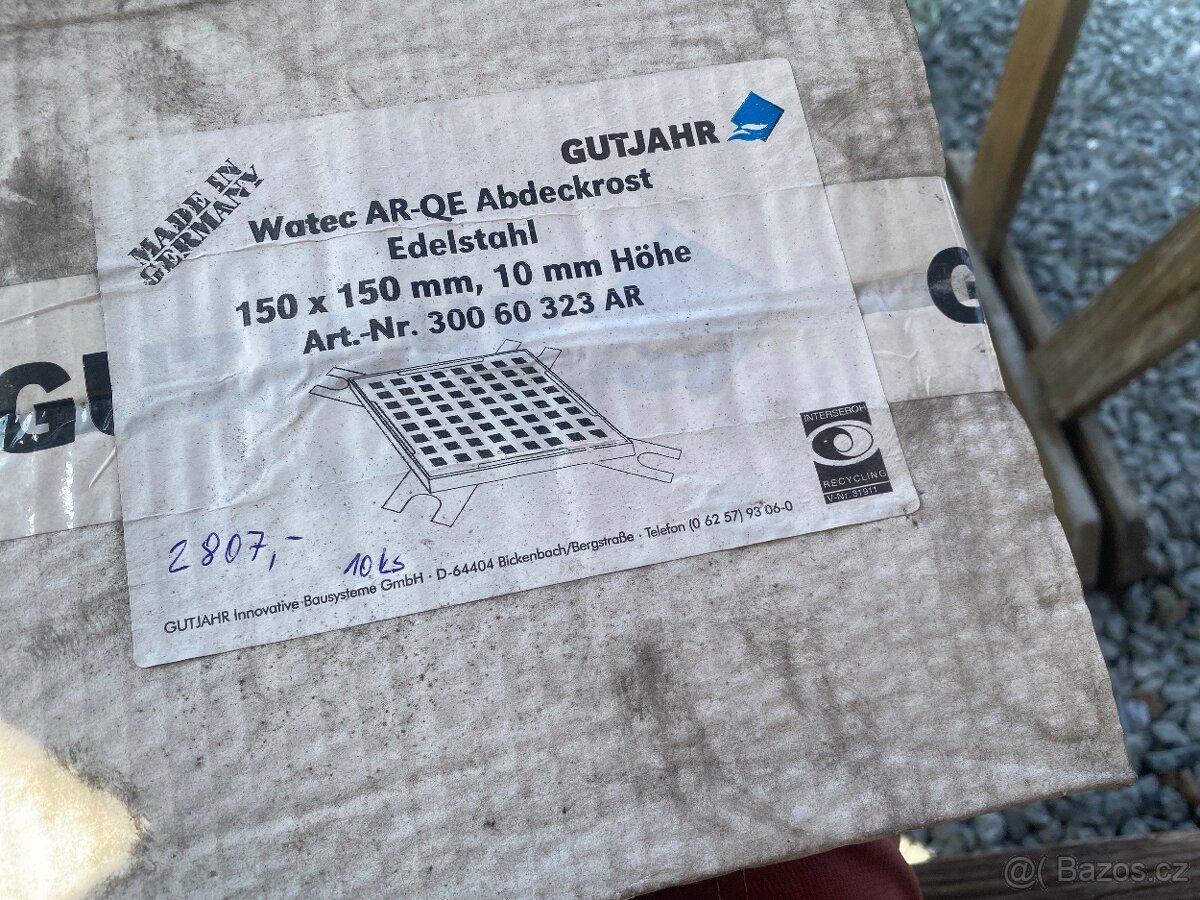 GUTJAHR
MADE IN
GERMANY
Watec AR-QE Abdeckrost
Edelstahl
150 x 150 mm, 10 mm Höhe
Art.-Nr. 300 60 323 AR
G
GU
INTERSEROH
RECYCLING
V-Nr. 31911
2807,-
10 ks
GUTJAHR Innovative Bausysteme GmbH · D-64404 Bickenbach/Bergstraße · Telefon (0 62 57) 93 06-0
@( Bazos.cz